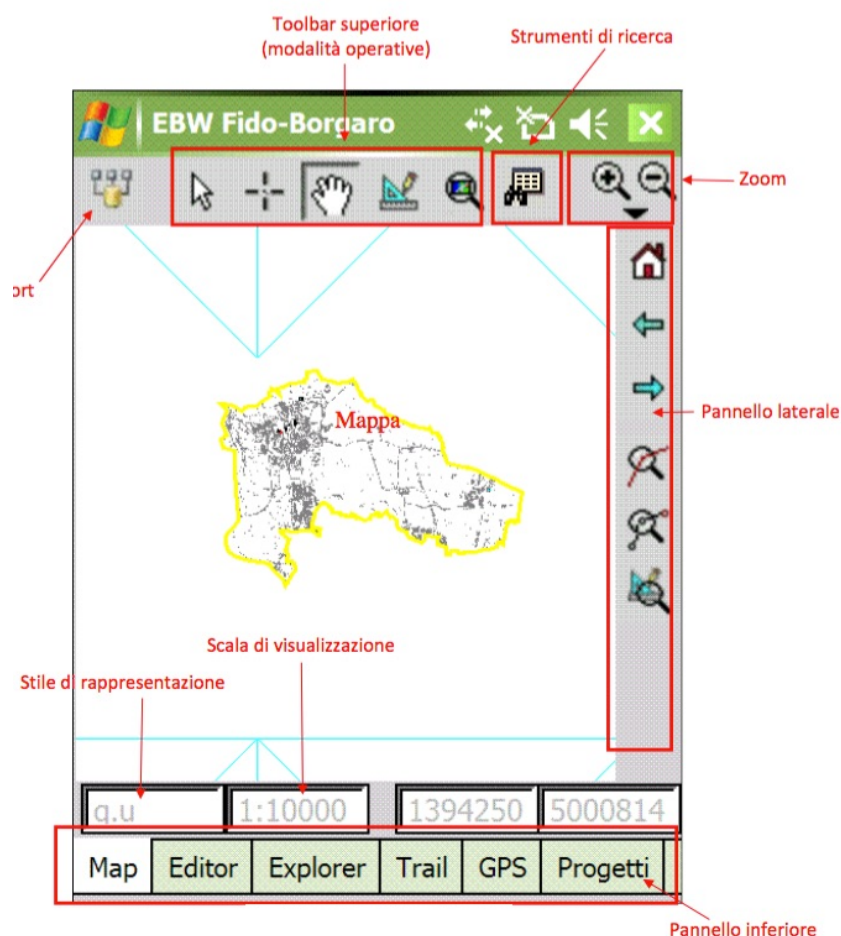 Toolbar superiore
(modalità operative)
Strumenti di ricerca
EBW Fido-Borgaro
Zoom
ort
Pannello laterale
Mappa
Scala di visualizzazione
Stile di rappresentazione
q.u
1:10000
1394250
5000814
Map
Editor
Explorer
Trail
GPS
Progetti
Pannello inferiore